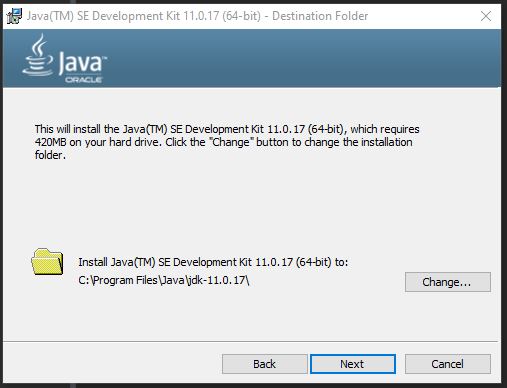 Java(TM) SE Development Kit 11.0.17 (64-bit) - Destination Folder
Java™
ORACLE
This will install the Java(TM) SE Development Kit 11.0.17 (64-bit), which requires
420MB on your hard drive. Click the "Change" button to change the installation
folder.
Install Java(TM) SE Development Kit 11.0.17 (64-bit) to:
C:\Program Files\Java\jdk-11.0.17\
Change...
Back
Next
Cancel